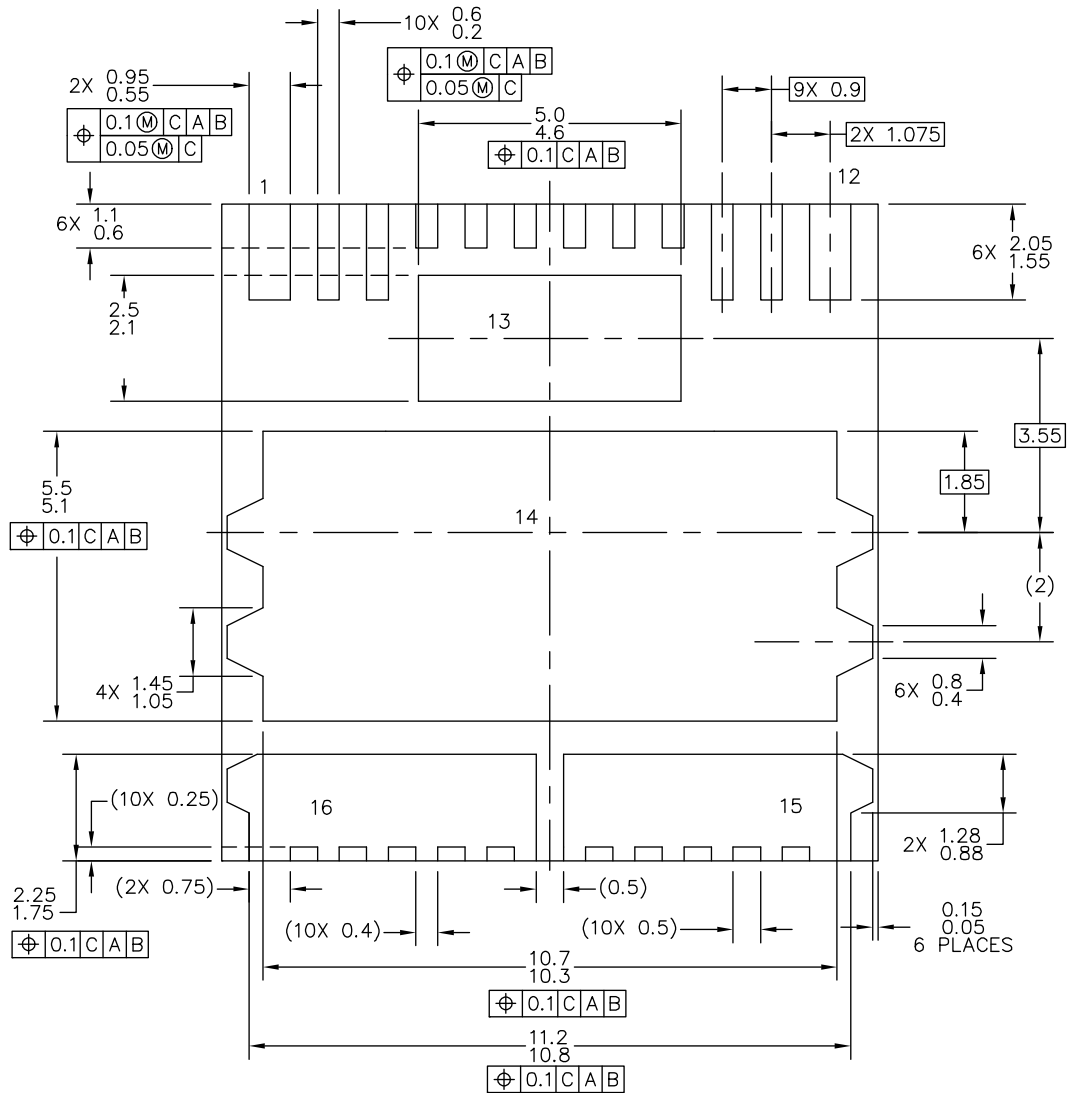 10X 0.6
0.2
⌖ 0.1 Ⓜ C A B
0.05 Ⓜ C
2X 0.95
0.55
⌖ 0.1 Ⓜ C A B
0.05 Ⓜ C
9X 0.9
5.0
4.6
⌖ 0.1 C A B
2X 1.075
1
12
6X 1.1
0.6
6X 2.05
1.55
2.5
2.1
13
3.55
1.85
5.5
5.1
⌖ 0.1 C A B
14
(2)
4X 1.45
1.05
6X 0.8
0.4
(10X 0.25)
16
15
2X 1.28
0.88
2.25
1.75
⌖ 0.1 C A B
(2X 0.75)
(0.5)
(10X 0.4)
(10X 0.5)
0.15
0.05
6 PLACES
10.7
10.3
⌖ 0.1 C A B
11.2
10.8
⌖ 0.1 C A B